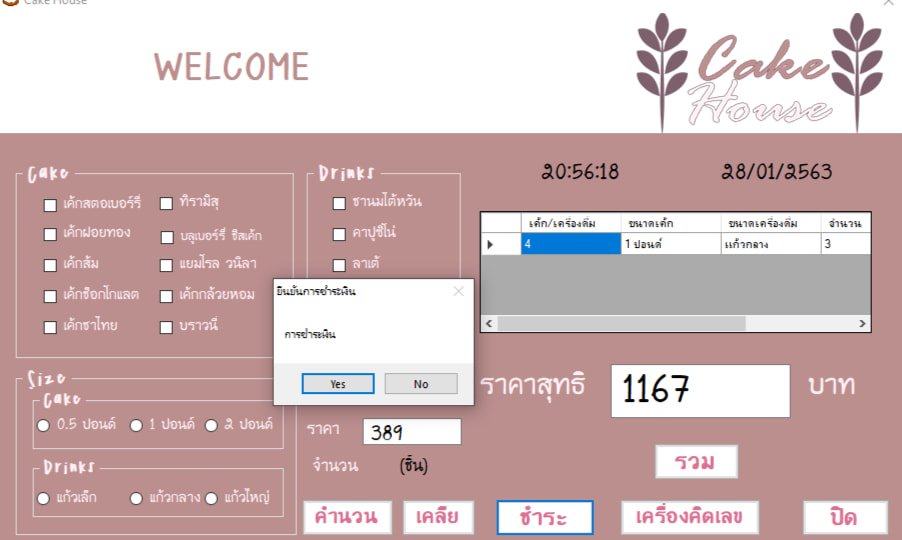 Cake House
WELCOME
Cake House
20:56:18 28/01/2563
Cake
เค้กสตอเบอร์รี่ ทิรามิสุ
เค้กฝอยทอง บลูเบอร์รี่ ชีสเค้ก
เค้กส้ม แยมโรล วนิลา
เค้กช็อกโกแลต เค้กกล้วยหอม
เค้กชาไทย บราวนี่
Drinks
ชานมไต้หวัน
คาปูชิโน่
ลาเต้
เค้ก/เครื่องดื่ม ขนาดเค้ก ขนาดเครื่องดื่ม จำนวน
4 1 ปอนด์ แก้วกลาง 3
ยืนยันการชำระเงิน
การชำระเงิน
Yes No
Size
Cake
0.5 ปอนด์ 1 ปอนด์ 2 ปอนด์
Drinks
แก้วเล็ก แก้วกลาง แก้วใหญ่
ราคาสุทธิ 1167 บาท
ราคา 389
จำนวน (ชิ้น)
รวม
คำนวน เคลีย ชำระ เครื่องคิดเลข ปิด